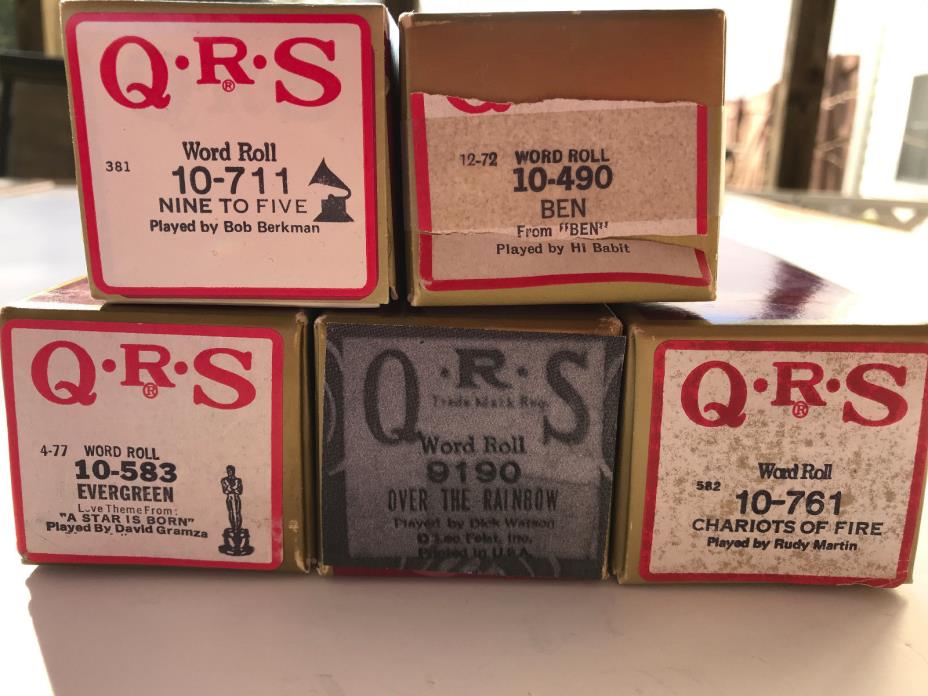 Q·R·S
®
Word Roll
381
10-711
NINE TO FIVE
Played by Bob Berkman
12-72 WORD ROLL
10-490
BEN
From "BEN"
Played by Hi Babit
Q·R·S
®
4-77 WORD ROLL
10-583
EVERGREEN
Love Theme From:
"A STAR IS BORN"
Played By David Gramza
Q·R·S
Trade Mark Reg.
Word Roll
9190
OVER THE RAINBOW
Played by Dick Watson
© Leo Feist, Inc.
Printed in U.S.A.
Q·R·S
®
Word Roll
582
10-761
CHARIOTS OF FIRE
Played by Rudy Martin